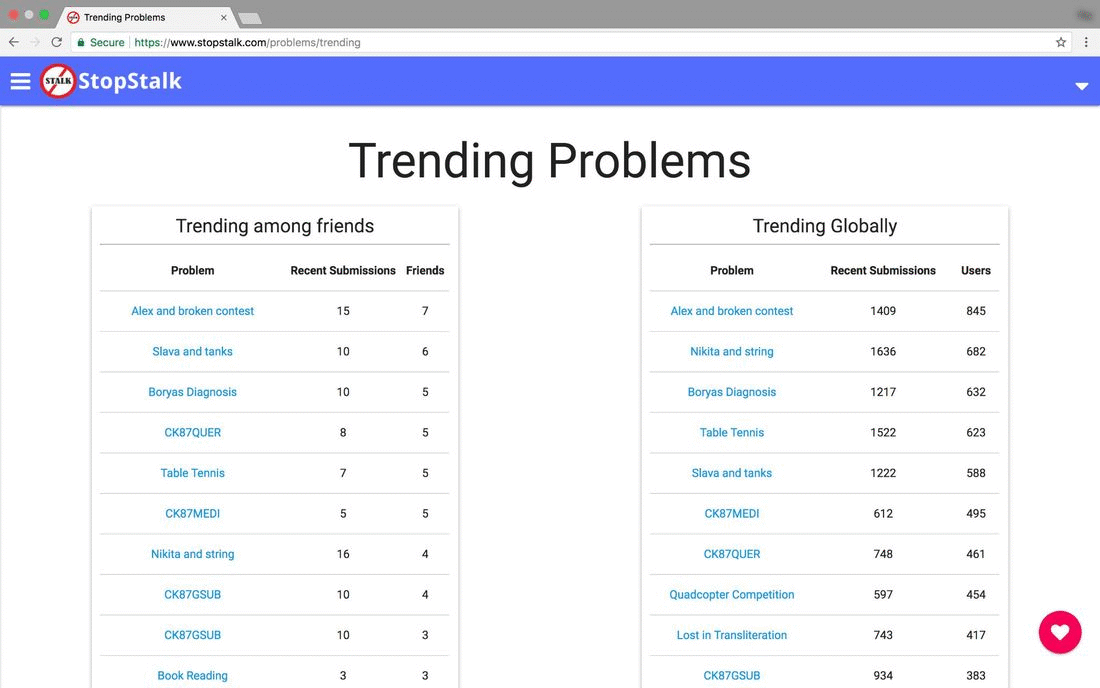 Trending Problems
Secure https://www.stopstalk.com/problems/trending
STALK StopStalk
Trending Problems
Trending among friends
Problem Recent Submissions Friends
Alex and broken contest 15 7
Slava and tanks 10 6
Boryas Diagnosis 10 5
CK87QUER 8 5
Table Tennis 7 5
CK87MEDI 5 5
Nikita and string 16 4
CK87GSUB 10 4
CK87GSUB 10 3
Book Reading 3 3
Trending Globally
Problem Recent Submissions Users
Alex and broken contest 1409 845
Nikita and string 1636 682
Boryas Diagnosis 1217 632
Table Tennis 1522 623
Slava and tanks 1222 588
CK87MEDI 612 495
CK87QUER 748 461
Quadcopter Competition 597 454
Lost in Transliteration 743 417
CK87GSUB 934 383